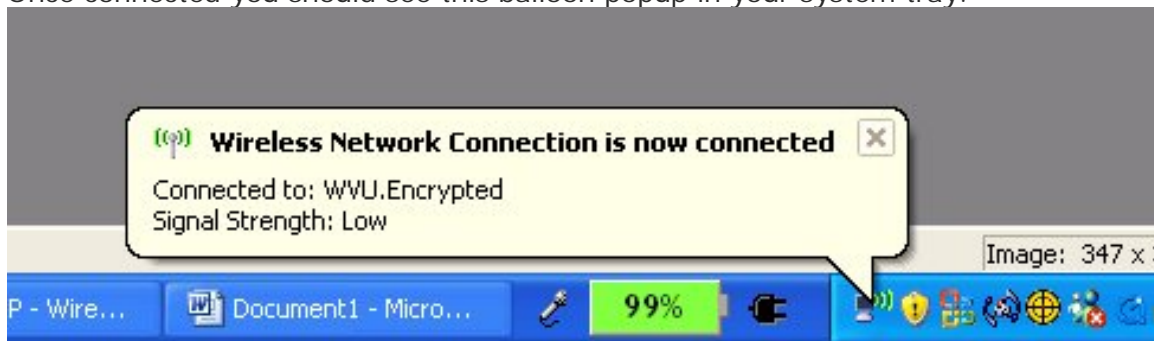 Once connected you should see this balloon popup in your system tray.
Wireless Network Connection is now connected
Connected to: WVU.Encrypted
Signal Strength: Low
Image: 347 x
P - Wire...
Document1 - Micro...
99%